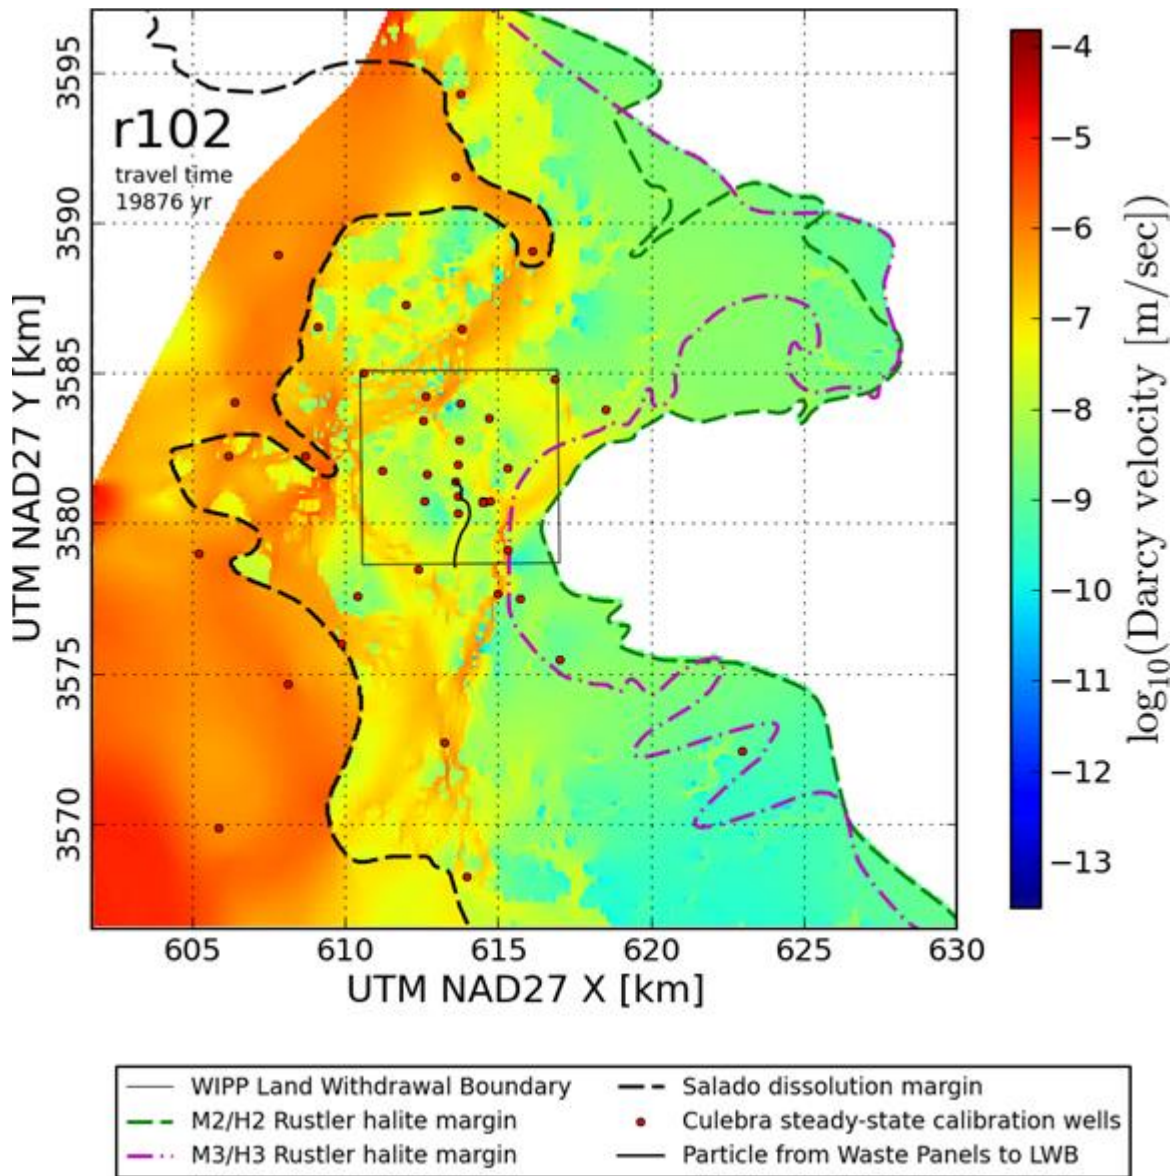 r102
travel time
19876 yr
UTM NAD27 Y [km]
3595
3590
3585
3580
3575
3570
605
610
615
620
625
630
UTM NAD27 X [km]
−4
−5
−6
−7
−8
−9
−10
−11
−12
−13
log10(Darcy velocity [m/sec])
WIPP Land Withdrawal Boundary
M2/H2 Rustler halite margin
M3/H3 Rustler halite margin
Salado dissolution margin
Culebra steady-state calibration wells
Particle from Waste Panels to LWB